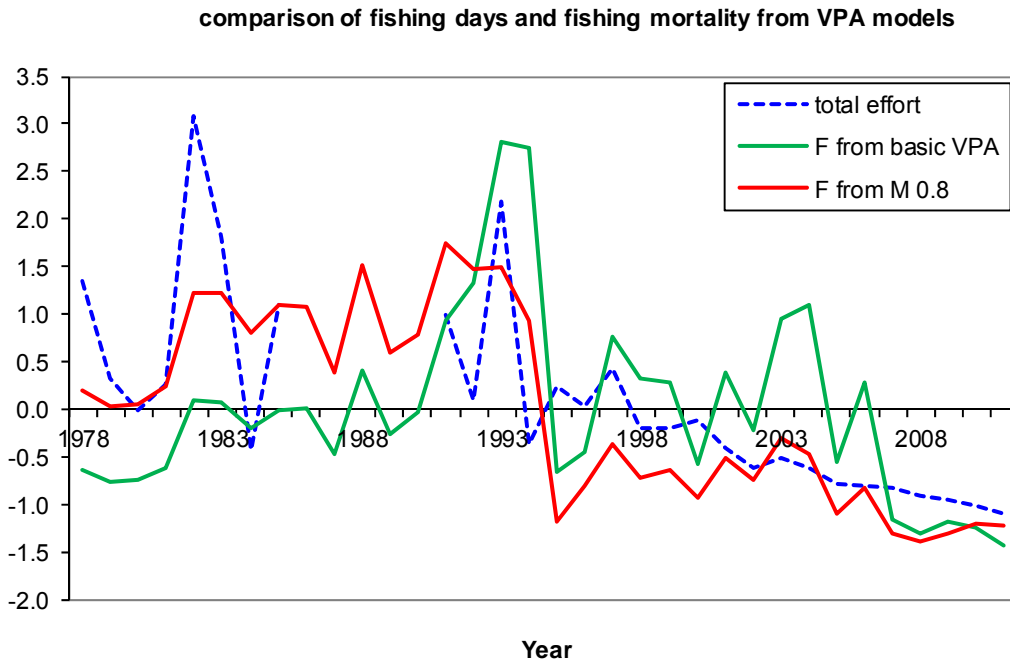 comparison of fishing days and fishing mortality from VPA models
3.5
3.0
2.5
2.0
1.5
1.0
0.5
0.0
-0.5
-1.0
-1.5
-2.0
total effort
F from basic VPA
F from M 0.8
1978 1983 1988 1993 1998 2003 2008
Year